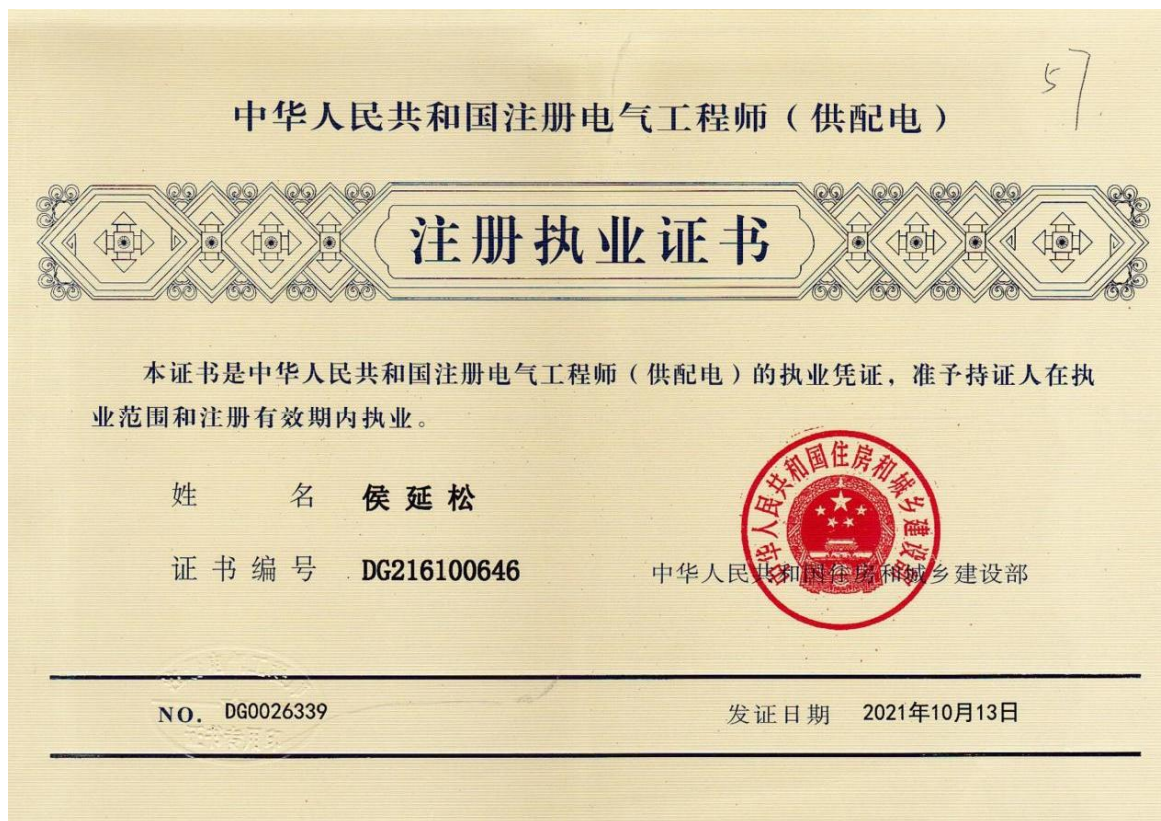 57
中华人民共和国注册电气工程师（供配电）
注册执业证书
本证书是中华人民共和国注册电气工程师（供配电）的执业凭证，准予持证人在执
业范围和注册有效期内执业。
姓 名 侯延松
证书编号 DG216100646
中华人民共和国住房和城乡建设部
中华人民共和国住房和城乡建设部
NO. DG0026339
发证日期 2021年10月13日